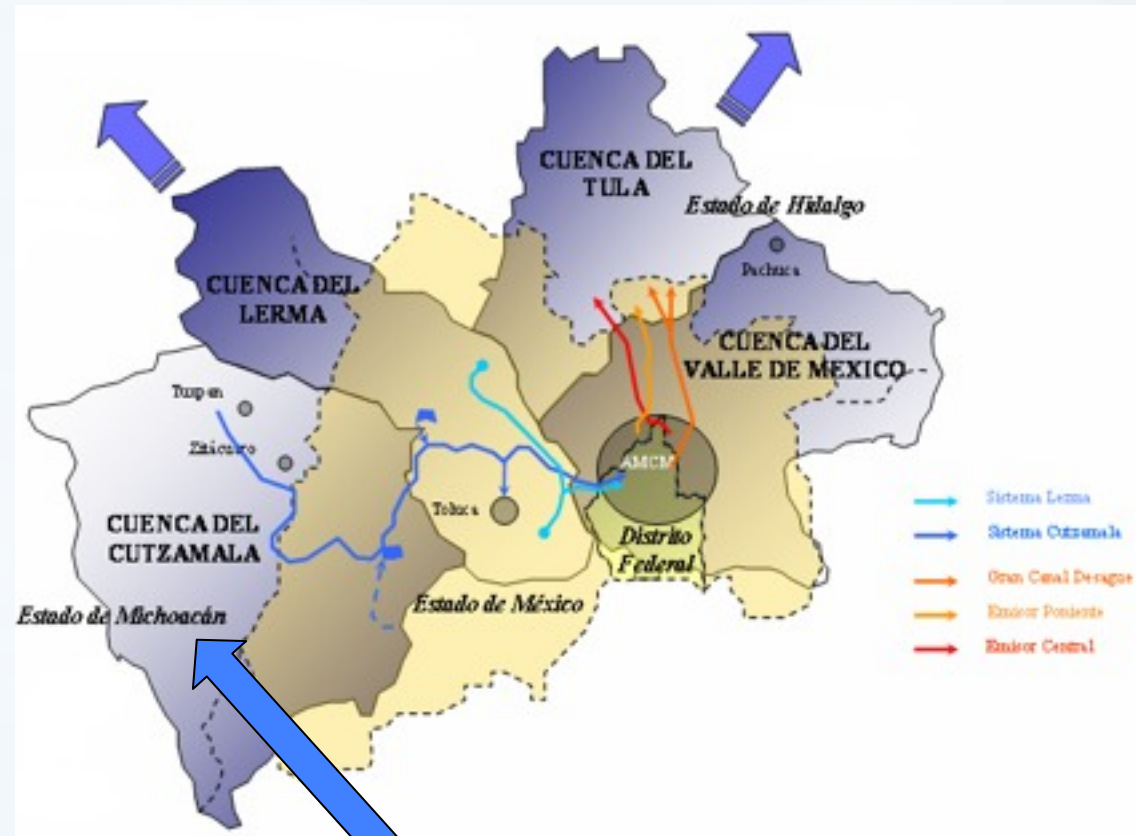 CUENCA DEL
TULA
Estado de Hidalgo
Pachuca
CUENCA DEL
LERMA
CUENCA DEL
VALLE DE MEXICO
Tuxpan
Zitácuaro
AMCM
Toluca
CUENCA DEL
CUTZAMALA
Distrito
Federal
Estado de México
Estado de Michoacán
Sistema Lerma
Sistema Cutzamala
Gran Canal Desague
Emisor Poniente
Emisor Central